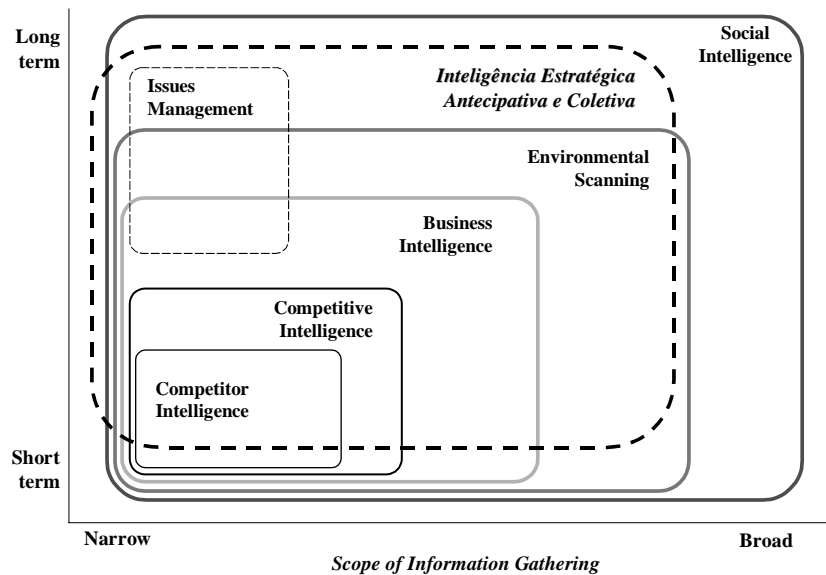 Long
term
Social
Intelligence
Inteligência Estratégica
Antecipativa e Coletiva
Issues
Management
Environmental
Scanning
Business
Intelligence
Competitive
Intelligence
Competitor
Intelligence
Short
term
Narrow
Broad
Scope of Information Gathering